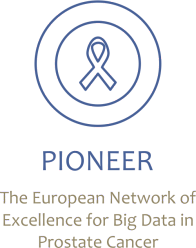 PIONEER
The European Network of
Excellence for Big Data in
Prostate Cancer